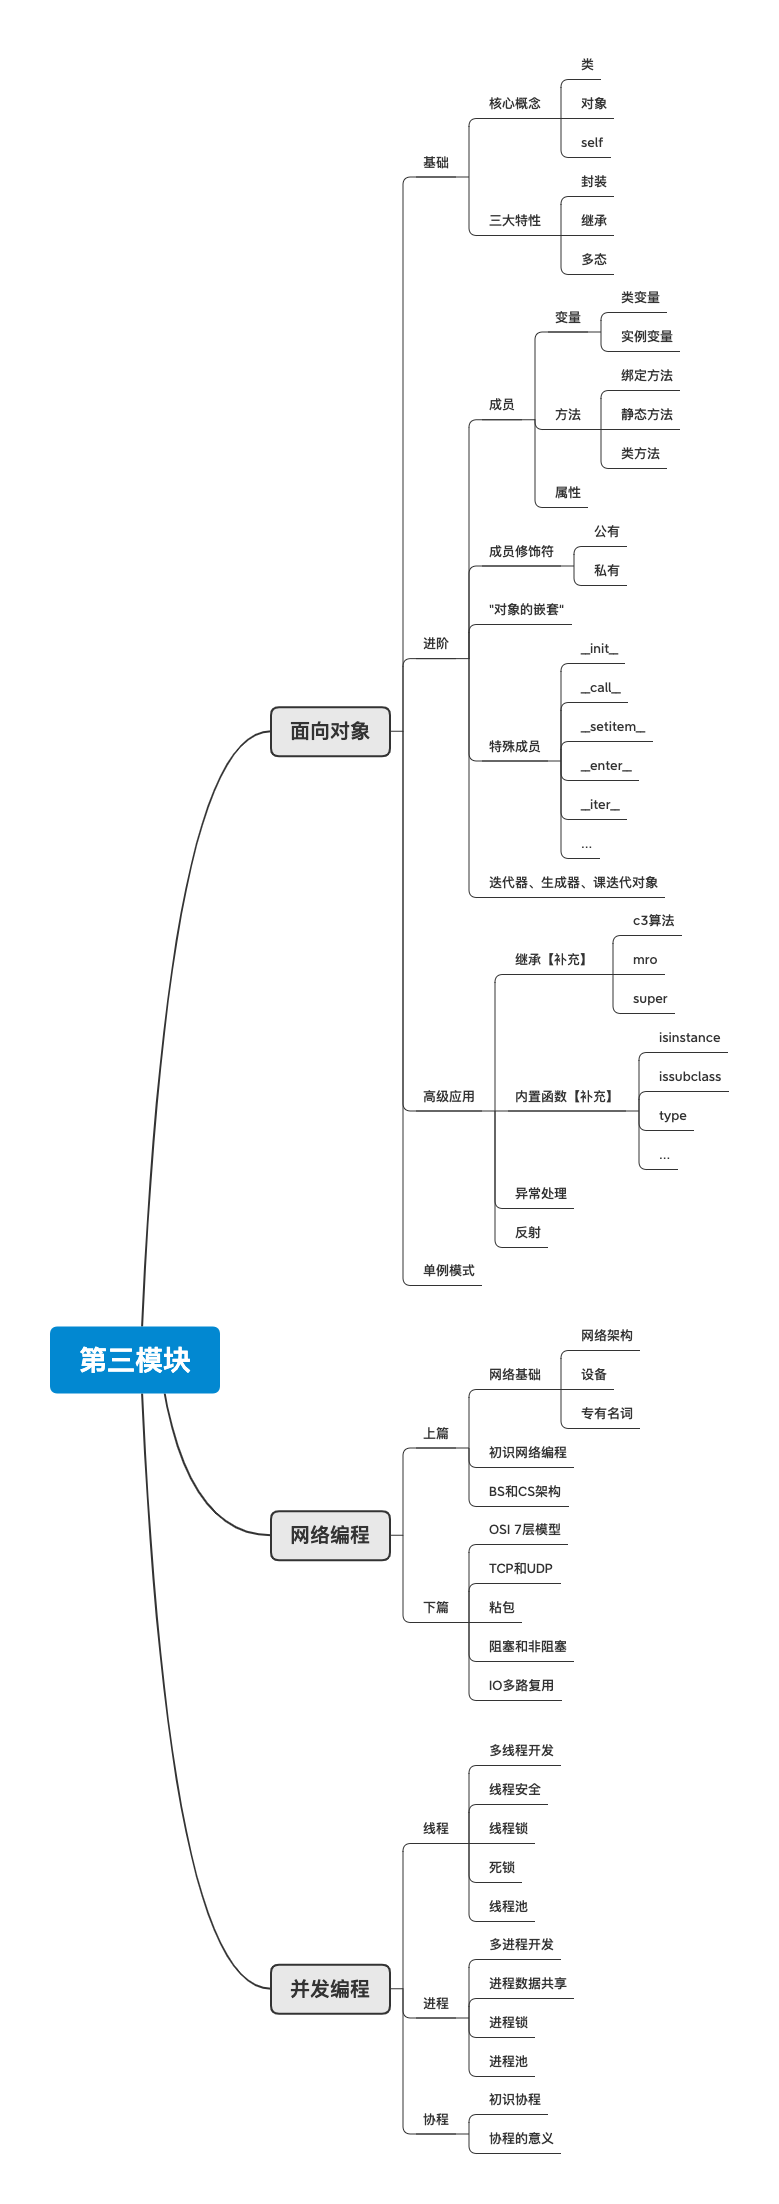 类
核心概念
对象
self
基础
封装
三大特性
继承
多态
类变量
变量
实例变量
绑定方法
成员
方法
静态方法
类方法
属性
公有
成员修饰符
私有
"对象的嵌套"
进阶
__init__
__call__
__setitem__
特殊成员
__enter__
__iter__
...
面向对象
迭代器、生成器、课迭代对象
c3算法
继承【补充】
mro
super
isinstance
issubclass
高级应用
内置函数【补充】
type
...
异常处理
反射
单例模式
第三模块
网络架构
网络基础
设备
专有名词
上篇
初识网络编程
BS和CS架构
网络编程
OSI 7层模型
TCP和UDP
下篇
粘包
阻塞和非阻塞
IO多路复用
多线程开发
线程安全
线程
线程锁
死锁
线程池
并发编程
多进程开发
进程数据共享
进程
进程锁
进程池
初识协程
协程
协程的意义